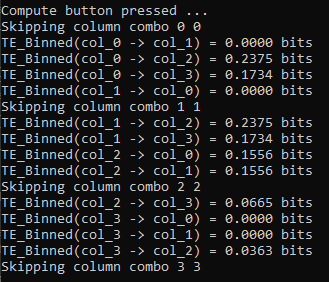 Compute button pressed ...
Skipping column combo 0 0
TE_Binned(col_0 -> col_1) = 0.0000 bits
TE_Binned(col_0 -> col_2) = 0.2375 bits
TE_Binned(col_0 -> col_3) = 0.1734 bits
TE_Binned(col_1 -> col_0) = 0.0000 bits
Skipping column combo 1 1
TE_Binned(col_1 -> col_2) = 0.2375 bits
TE_Binned(col_1 -> col_3) = 0.1734 bits
TE_Binned(col_2 -> col_0) = 0.1556 bits
TE_Binned(col_2 -> col_1) = 0.1556 bits
Skipping column combo 2 2
TE_Binned(col_2 -> col_3) = 0.0665 bits
TE_Binned(col_3 -> col_0) = 0.0000 bits
TE_Binned(col_3 -> col_1) = 0.0000 bits
TE_Binned(col_3 -> col_2) = 0.0363 bits
Skipping column combo 3 3